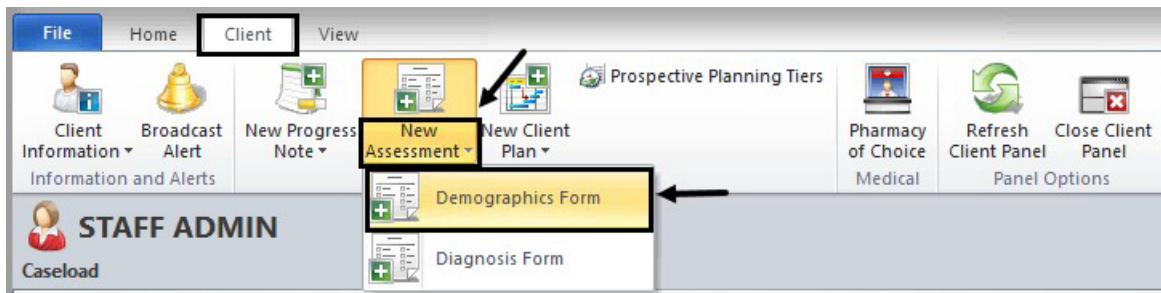 File Home Client View
Prospective Planning Tiers
Client Broadcast New Progress New New Client Pharmacy Refresh Close Client
Information Alert Note Assessment Plan of Choice Client Panel Panel
Information and Alerts Medical Panel Options
Demographics Form
STAFF ADMIN
Diagnosis Form
Caseload